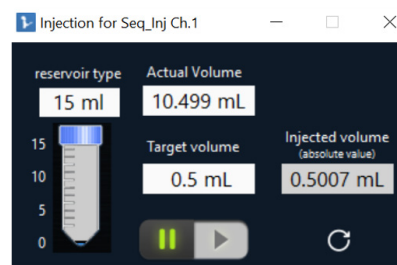 Injection for Seq_Inj Ch.1
reservoir type
15 ml
Actual Volume
10.499 mL
15
10
5
0
Target volume
0.5 mL
Injected volume
(absolute value)
0.5007 mL